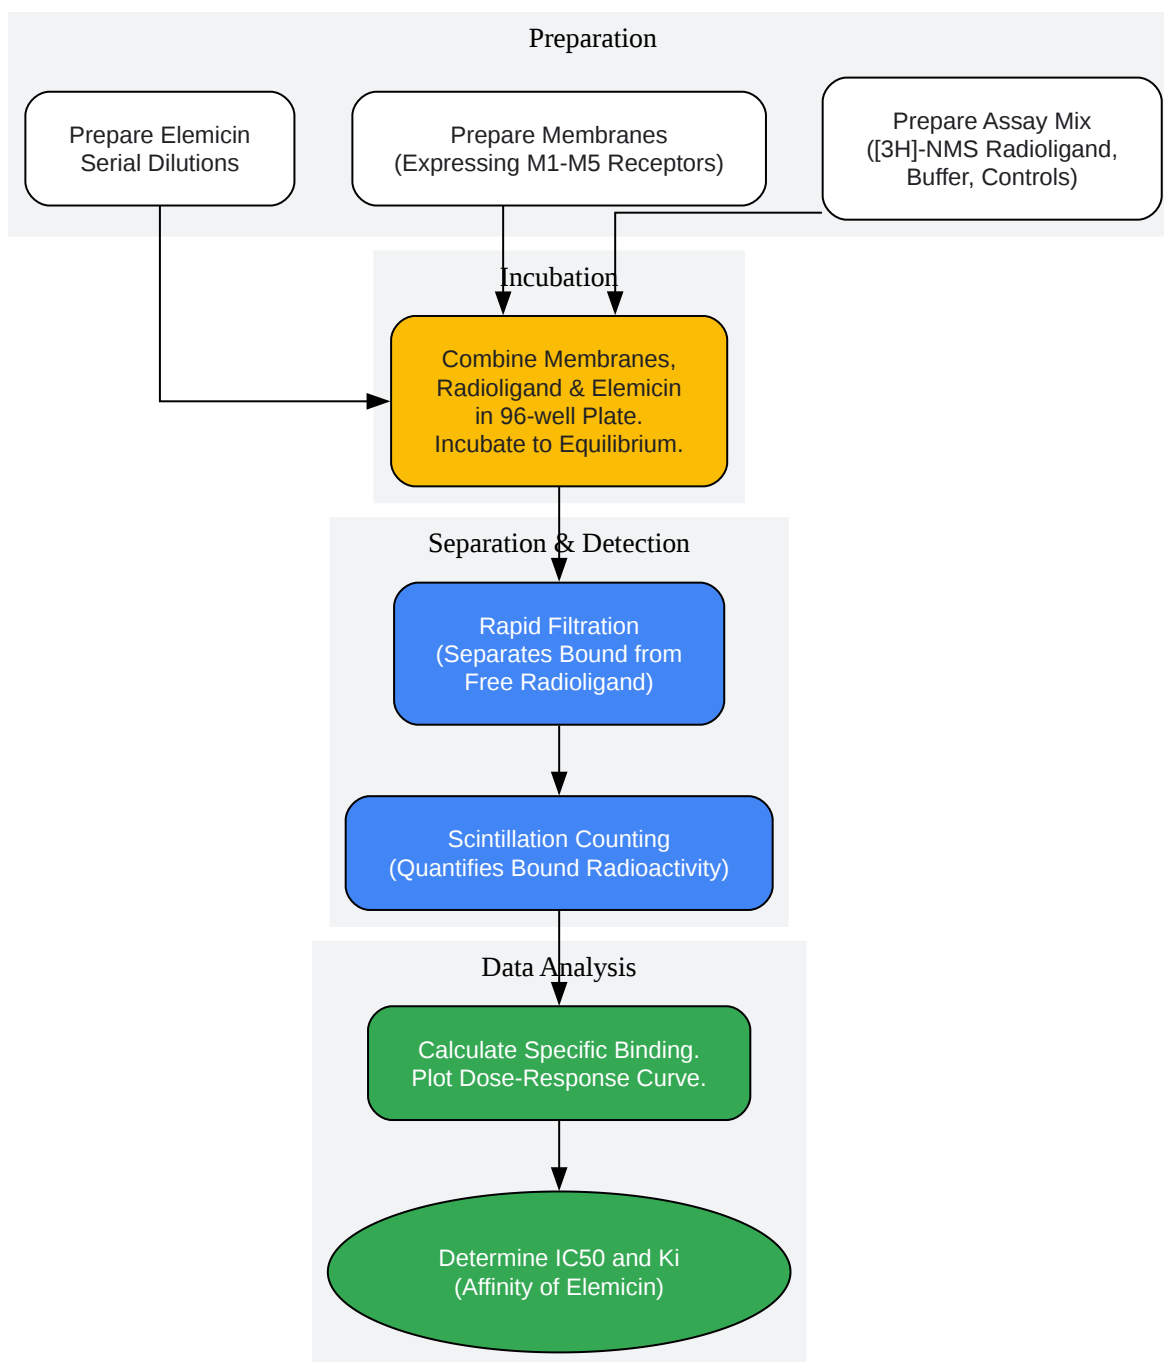 Preparation
Prepare Elemicin
Serial Dilutions
Prepare Membranes
(Expressing M1-M5 Receptors)
Prepare Assay Mix
([3H]-NMS Radioligand,
Buffer, Controls)
Incubation
Combine Membranes,
Radioligand & Elemicin
in 96-well Plate.
Incubate to Equilibrium.
Separation & Detection
Rapid Filtration
(Separates Bound from
Free Radioligand)
Scintillation Counting
(Quantifies Bound Radioactivity)
Data Analysis
Calculate Specific Binding.
Plot Dose-Response Curve.
Determine IC50 and Ki
(Affinity of Elemicin)